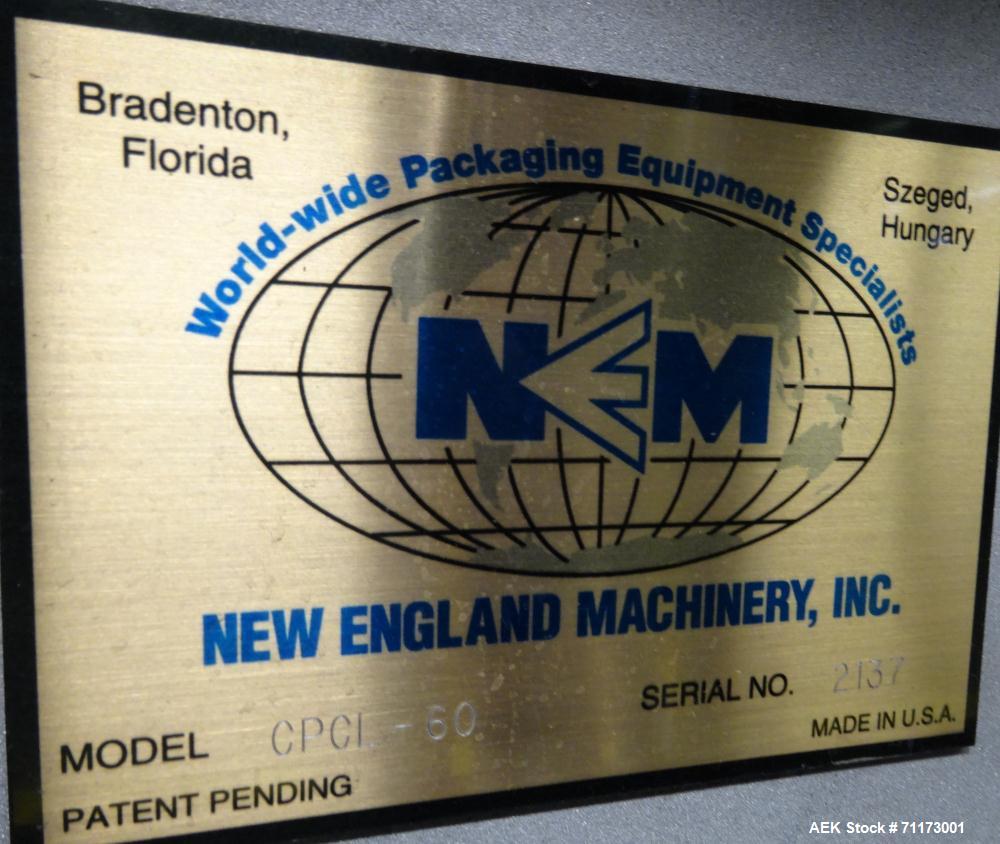 Bradenton,
Florida
World-wide Packaging Equipment Specialists
Szeged,
Hungary
NEM
NEW ENGLAND MACHINERY, INC.
SERIAL NO. 2137
MODEL CPCL-60
MADE IN U.S.A.
PATENT PENDING
AEK Stock # 71173001